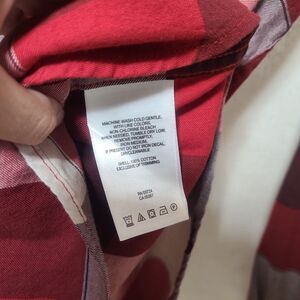 MACHINE WASH COLD GENTLE,
WITH LIKE COLORS.
NON-CHLORINE BLEACH
WHEN NEEDED. TUMBLE DRY LOW.
REMOVE PROMPTLY.
IRON MEDIUM.
IF PRESENT DO NOT IRON DECAL.
DRYCLEANABLE
SHELL: 100% COTTON
EXCLUSIVE OF TRIMMING